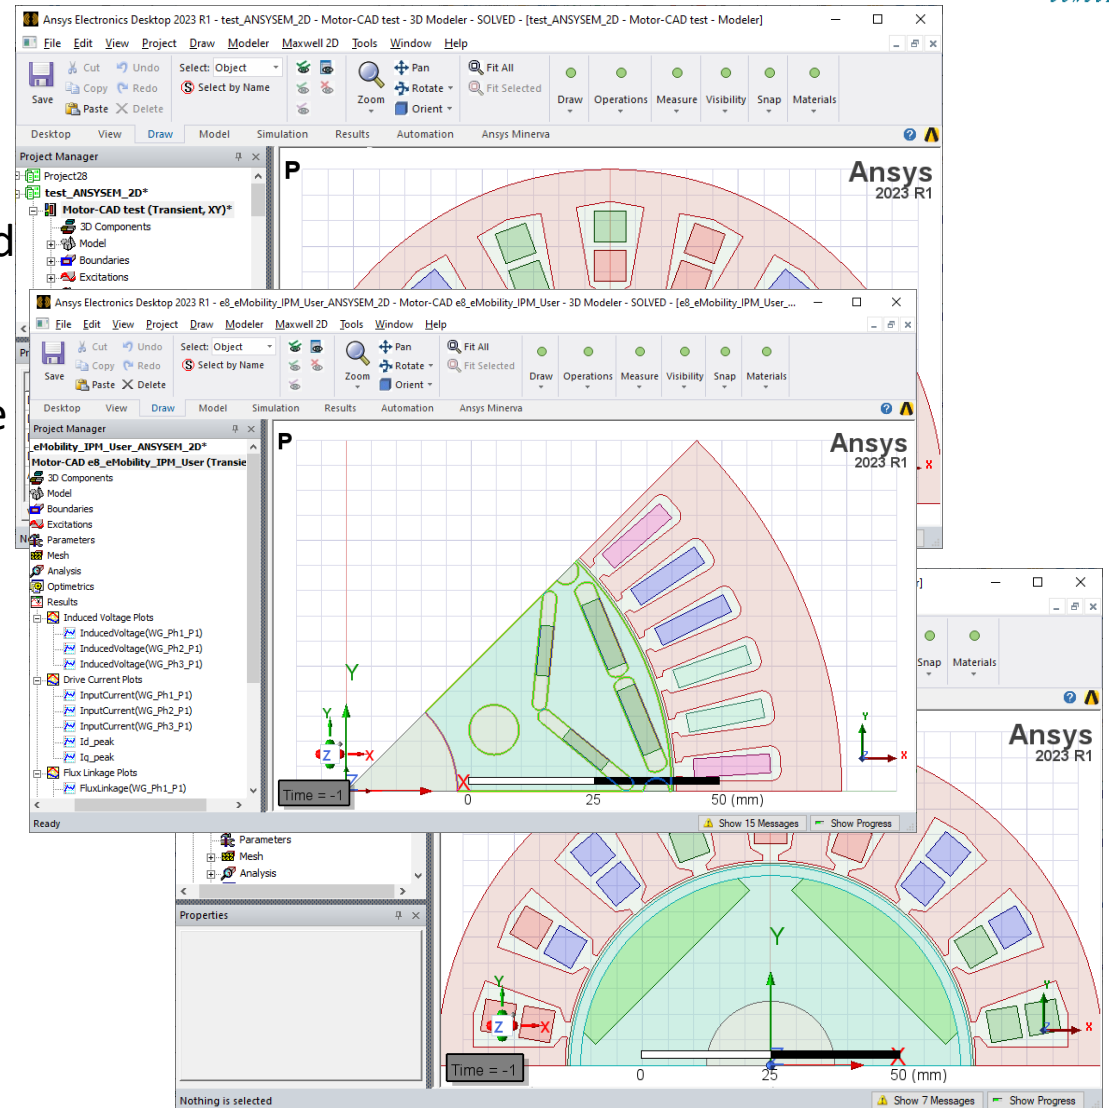 Ansys Electronics Desktop 2023 R1 - test_ANSYSEM_2D - Motor-CAD test - 3D Modeler - SOLVED - [test_ANSYSEM_2D - Motor-CAD test - Modeler]
File Edit View Project Draw Modeler Maxwell 2D Tools Window Help
Save Cut Copy Paste Undo Redo Delete
Select: Object
Select by Name
Zoom Pan Rotate Orient Fit All Fit Selected
Draw Operations Measure Visibility Snap Materials
Desktop View Draw Model Simulation Results Automation Ansys Minerva
Project Manager
Project28
test_ANSYSEM_2D*
Motor-CAD test (Transient, XY)*
3D Components
Model
Boundaries
Excitations
P
Ansys
2023 R1
d
e
X
Ansys Electronics Desktop 2023 R1 - e8_eMobility_IPM_User_ANSYSEM_2D - Motor-CAD e8_eMobility_IPM_User - 3D Modeler - SOLVED - [e8_eMobility_IPM_User_...
File Edit View Project Draw Modeler Maxwell 2D Tools Window Help
Save Cut Copy Paste Undo Redo Delete
Select: Object
Select by Name
Zoom Pan Rotate Orient Fit All Fit Selected
Draw Operations Measure Visibility Snap Materials
Desktop View Draw Model Simulation Results Automation Ansys Minerva
Project Manager
_eMobility_IPM_User_ANSYSEM_2D*
Motor-CAD e8_eMobility_IPM_User (Transie
3D Components
Model
Boundaries
Excitations
Parameters
Mesh
Analysis
Optimetrics
Results
Induced Voltage Plots
InducedVoltage(WG_Ph1_P1)
InducedVoltage(WG_Ph2_P1)
InducedVoltage(WG_Ph3_P1)
Drive Current Plots
InputCurrent(WG_Ph1_P1)
InputCurrent(WG_Ph2_P1)
InputCurrent(WG_Ph3_P1)
Id_peak
Iq_peak
Flux Linkage Plots
FluxLinkage(WG_Ph1_P1)
P
Ansys
2023 R1
Y
Y
Z X
Z
X
Y
Z X
Time = -1
0 25 50 (mm)
Ready
Show 15 Messages Show Progress
Snap Materials
Ansys
2023 R1
Parameters
Mesh
Analysis
Properties
Y
Y
Z X
Z
X
Y
Z X
Time = -1
0 25 50 (mm)
Nothing is selected
Show 7 Messages Show Progress